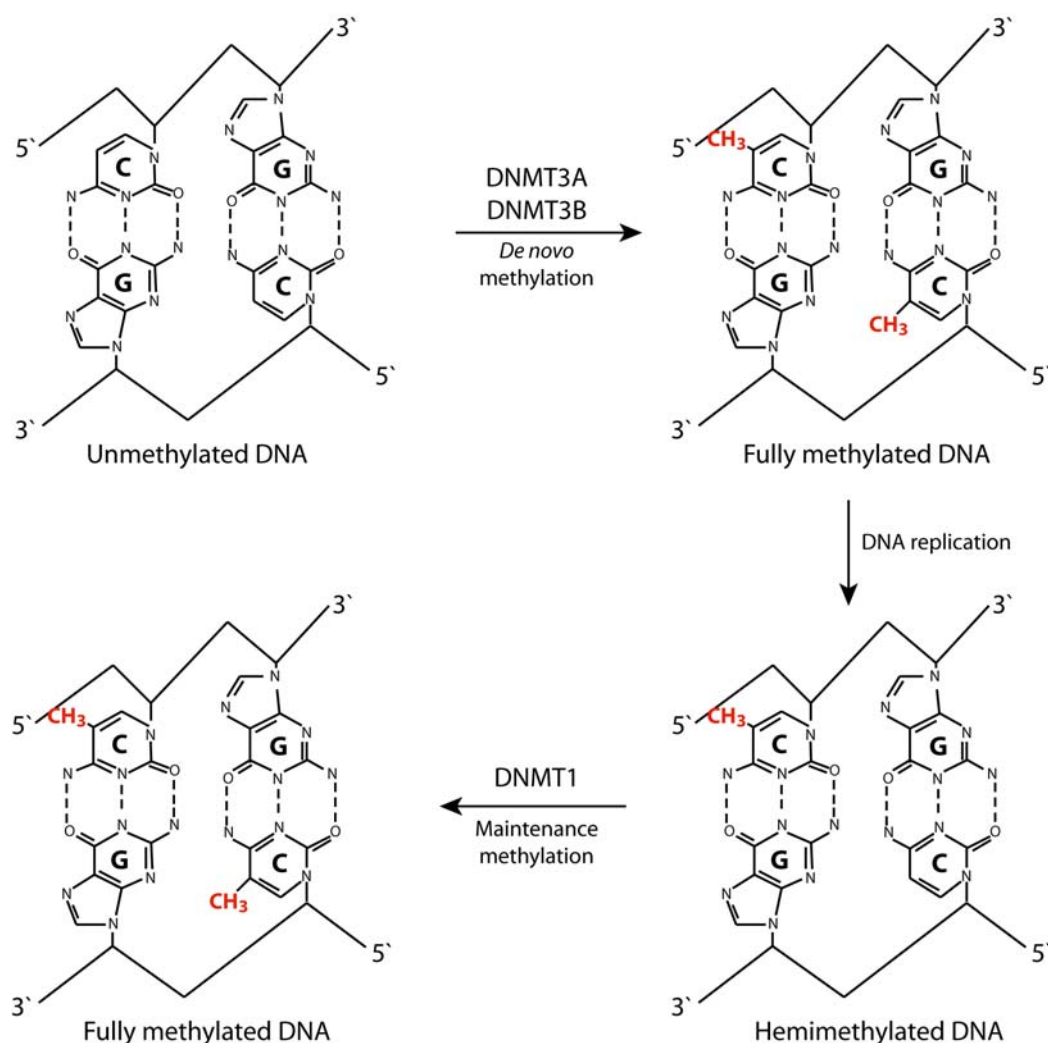 3`
3`
5`
C
N
N
O
N
N
G
N
O
N
N
DNMT3A
DNMT3B
De novo
methylation
5`
CH₃
C
N
N
O
N
N
G
N
O
N
N
O
N
N
G
N
N
N
N
N
O
C
N
O
N
N
G
N
N
N
N
N
O
C
CH₃
N
3`
5`
3`
5`
Unmethylated DNA
Fully methylated DNA
DNA replication
3`
3`
5`
CH₃
C
N
N
O
N
N
G
N
O
N
N
DNMT1
Maintenance
methylation
5`
CH₃
C
N
N
O
N
N
G
N
O
N
N
O
N
N
G
N
N
N
N
N
O
C
CH₃
N
O
N
N
G
N
N
N
N
N
O
C
N
3`
5`
3`
5`
Fully methylated DNA
Hemimethylated DNA